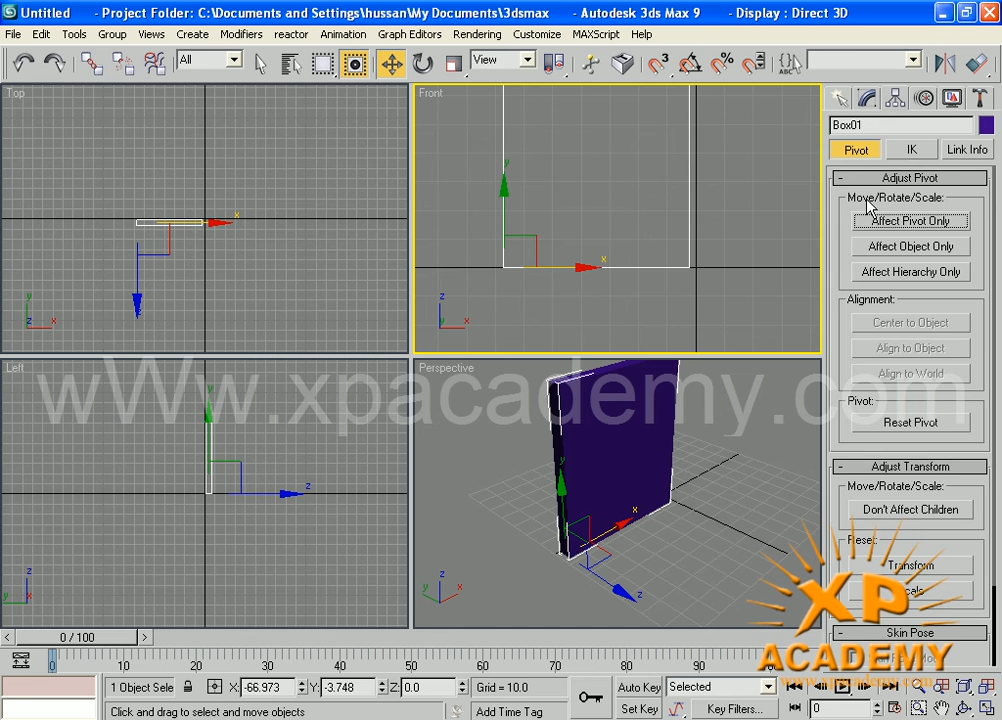 Untitled - Project Folder: C:\Documents and Settings\hussan\My Documents\3dsmax - Autodesk 3ds Max 9 - Display : Direct 3D
File Edit Tools Group Views Create Modifiers reactor Animation Graph Editors Rendering Customize MAXScript Help
All View ABC
Top
Front
Box01
Pivot IK Link Info
- Adjust Pivot
Move/Rotate/Scale:
Affect Pivot Only
Affect Object Only
Affect Hierarchy Only
Alignment:
Center to Object
Align to Object
Align to World
Pivot:
Reset Pivot
Left
Perspective
wWw.xpacademy.com
- Adjust Transform
Move/Rotate/Scale:
Don't Affect Children
Reset:
Transform
Scale
- Skin Pose
XP
ACADEMY
www.xpacademy.com
< 0 / 100 >
0 10 20 30 40 50 60 70 80 90
1 Object Sele X: -66.973 Y: -3.748 Z: 0.0 Grid = 10.0 Auto Key Selected
Click and drag to select and move objects Add Time Tag Set Key Key Filters... 0